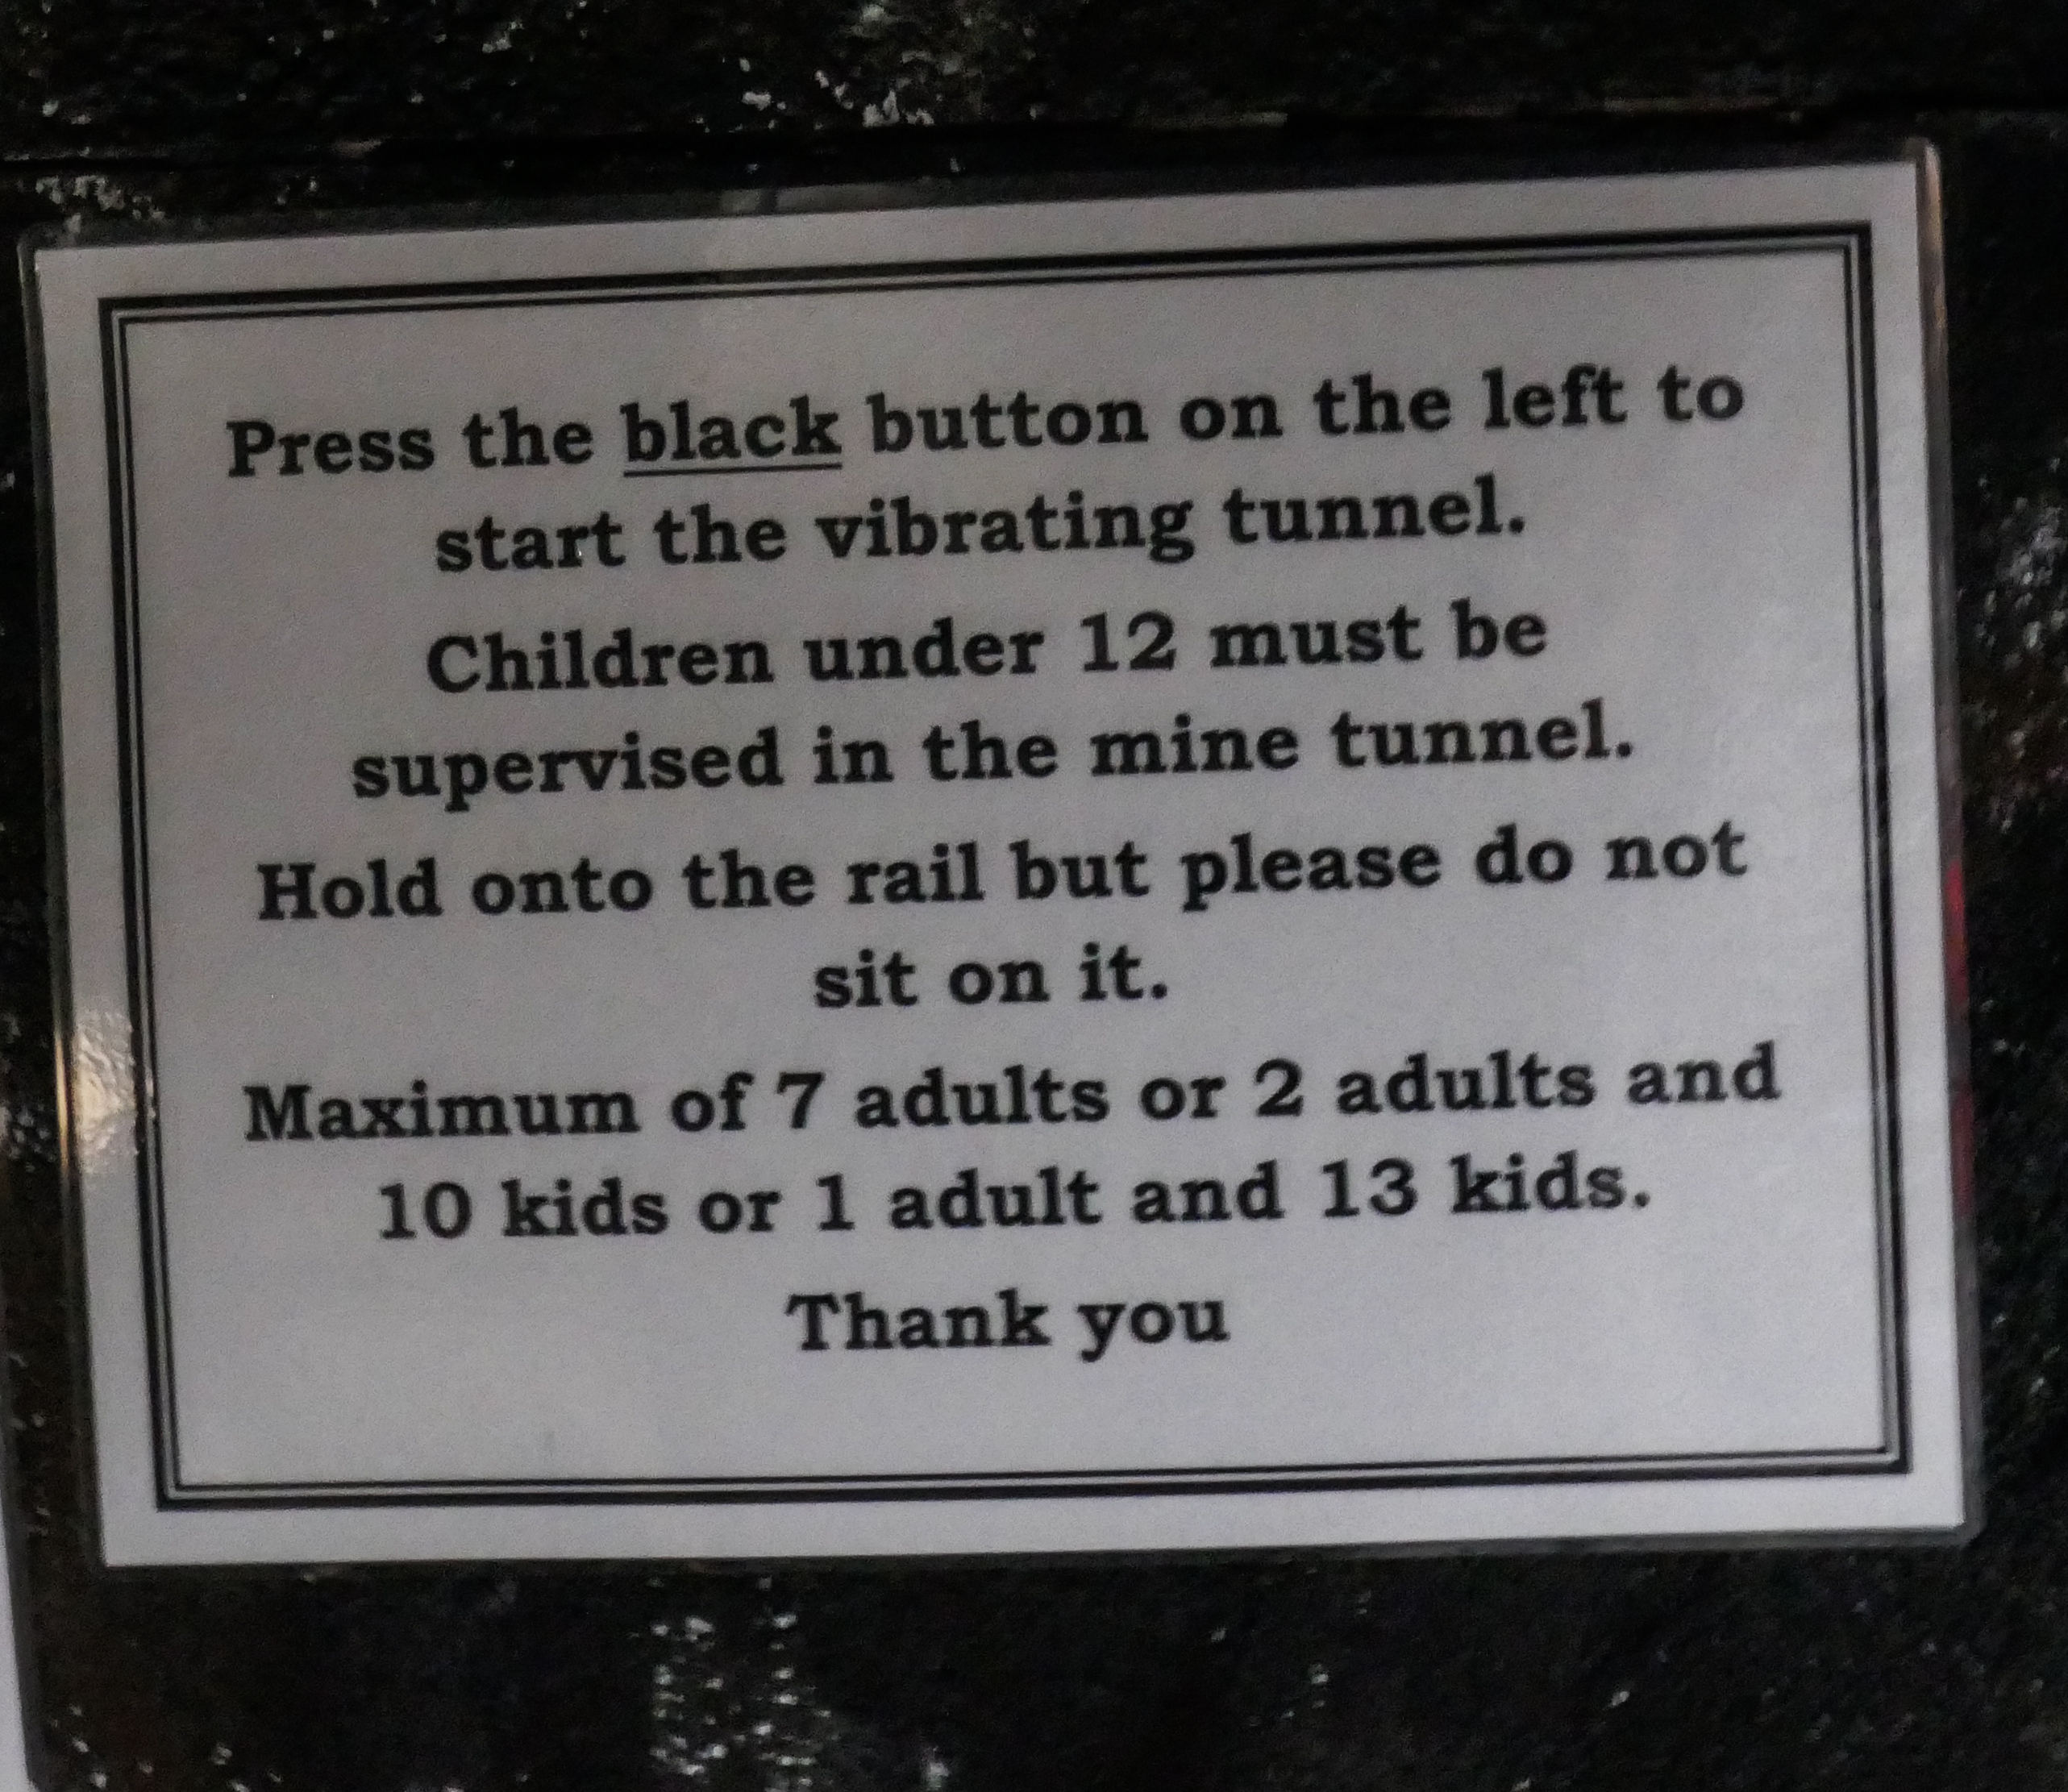 Press the black button on the left to
start the vibrating tunnel.
Children under 12 must be
supervised in the mine tunnel.
Hold onto the rail but please do not
sit on it.
Maximum of 7 adults or 2 adults and
10 kids or 1 adult and 13 kids.
Thank you